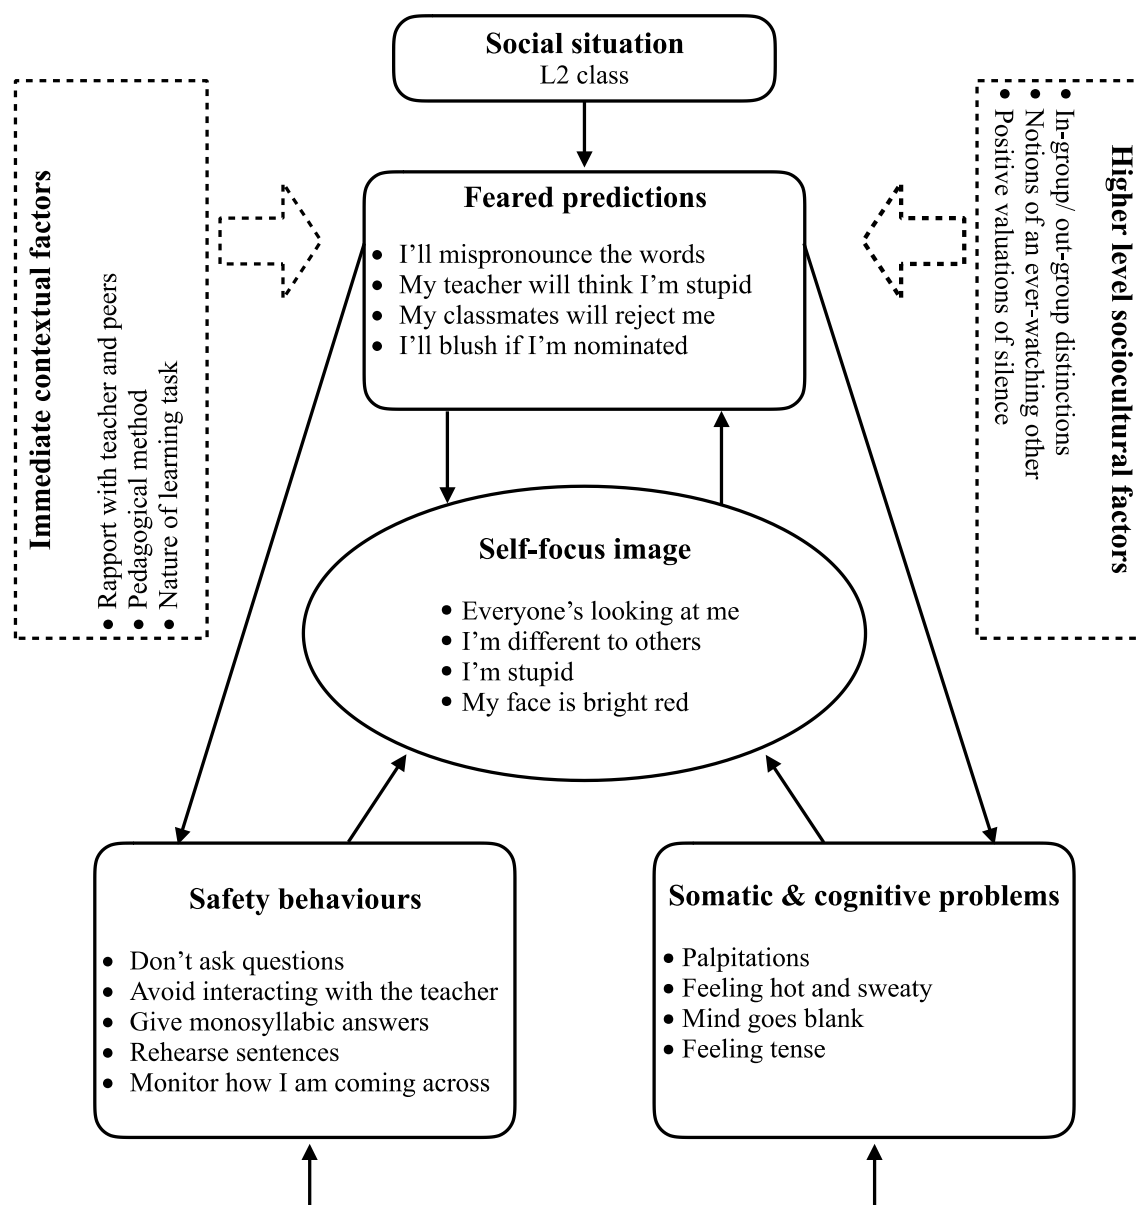 Social situation
L2 class
Immediate contextual factors
• Rapport with teacher and peers
• Pedagogical method
• Nature of learning task
Feared predictions
• I’ll mispronounce the words
• My teacher will think I’m stupid
• My classmates will reject me
• I’ll blush if I’m nominated
Higher level sociocultural factors
• In-group/ out-group distinctions
• Notions of an ever-watching other
• Positive valuations of silence
Self-focus image
• Everyone’s looking at me
• I’m different to others
• I’m stupid
• My face is bright red
Safety behaviours
• Don’t ask questions
• Avoid interacting with the teacher
• Give monosyllabic answers
• Rehearse sentences
• Monitor how I am coming across
Somatic & cognitive problems
• Palpitations
• Feeling hot and sweaty
• Mind goes blank
• Feeling tense